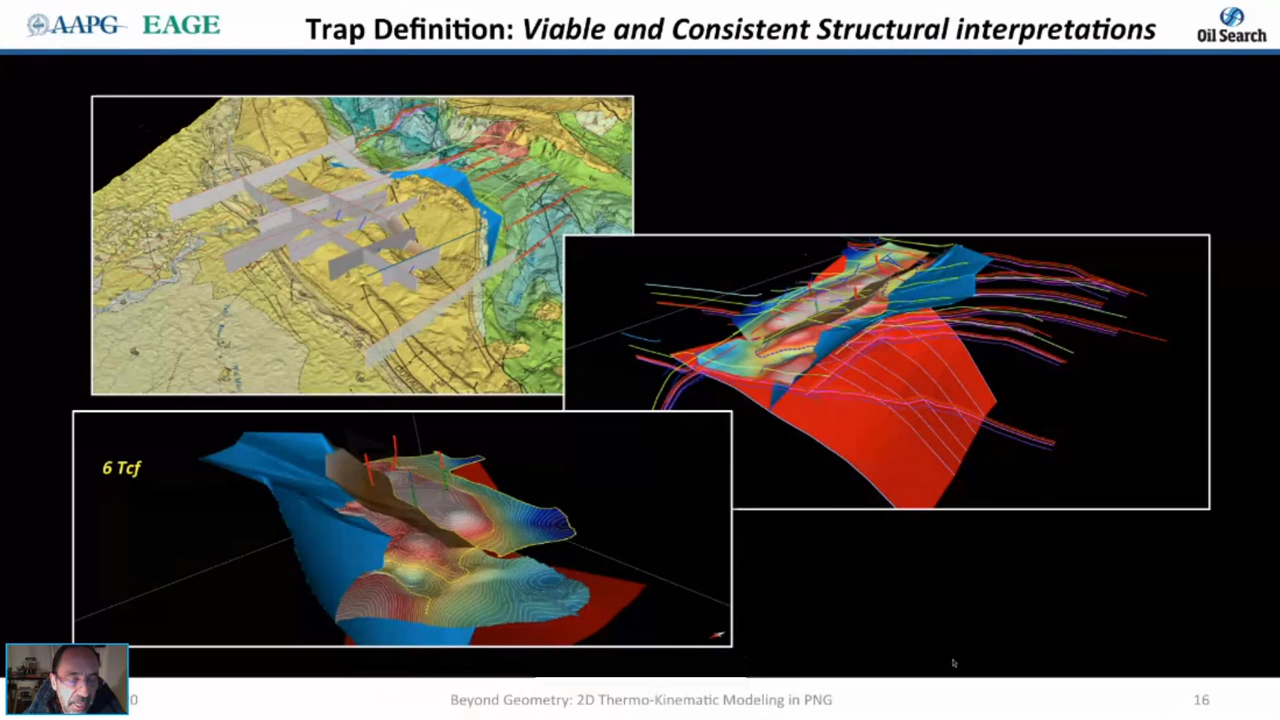 AAPG EAGE
Trap Definition: Viable and Consistent Structural interpretations
Oil Search
6 Tcf
0
Beyond Geometry: 2D Thermo-Kinematic Modeling in PNG
16